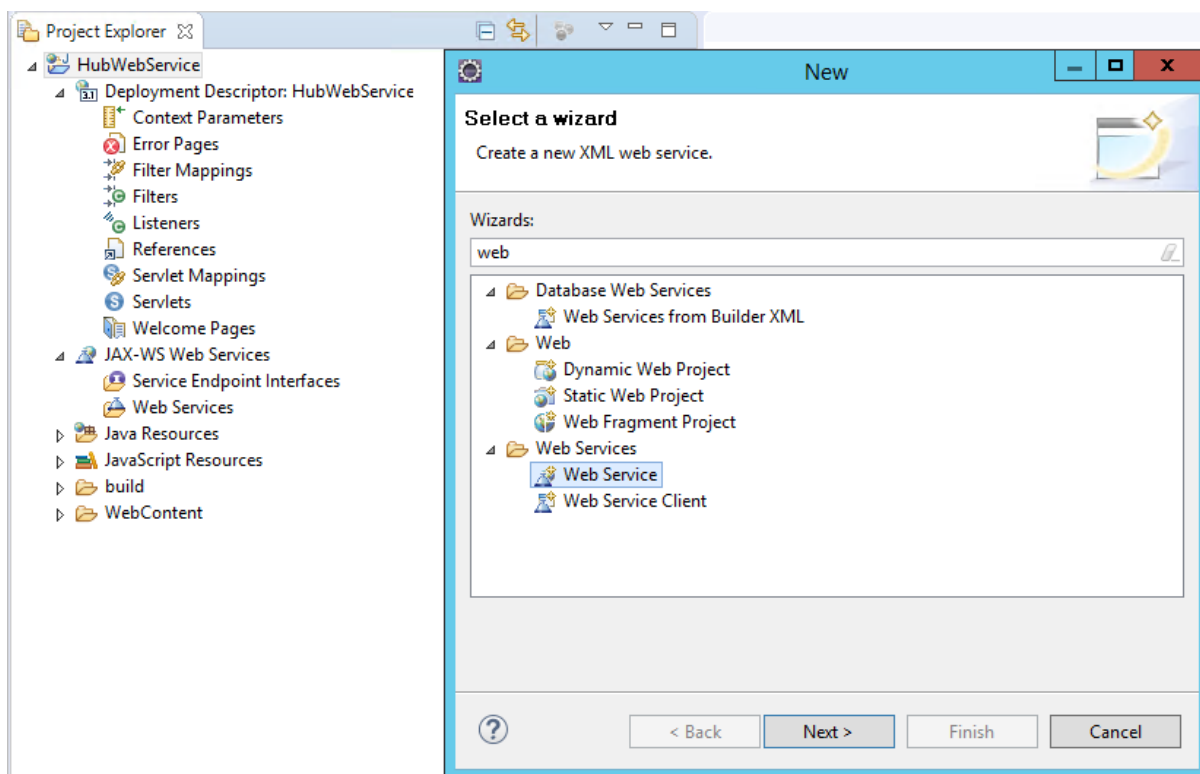 Project Explorer
HubWebService
3.1 Deployment Descriptor: HubWebService
Context Parameters
Error Pages
Filter Mappings
Filters
Listeners
References
Servlet Mappings
Servlets
Welcome Pages
JAX-WS Web Services
Service Endpoint Interfaces
Web Services
Java Resources
JavaScript Resources
build
WebContent
New
Select a wizard
Create a new XML web service.
Wizards:
web
Database Web Services
Web Services from Builder XML
Web
Dynamic Web Project
Static Web Project
Web Fragment Project
Web Services
Web Service
Web Service Client
< Back
Next >
Finish
Cancel